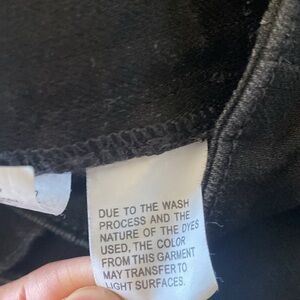 DUE TO THE WASH
PROCESS AND THE
NATURE OF THE DYES
USED, THE COLOR
FROM THIS GARMENT
MAY TRANSFER TO
LIGHT SURFACES.